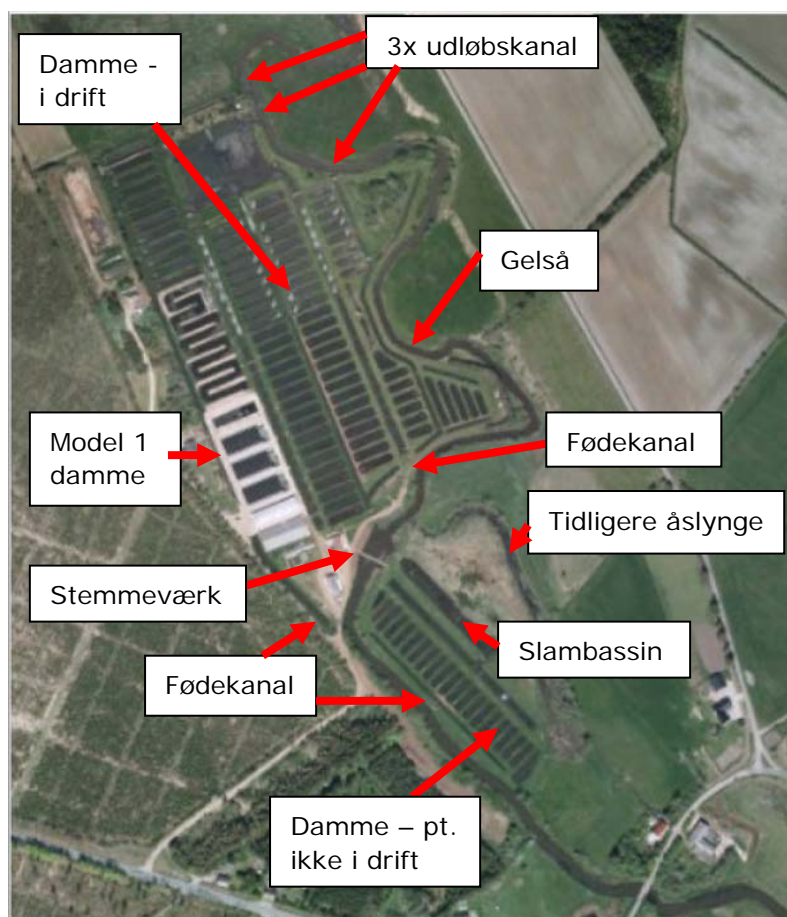 3x udløbskanal
Damme -
i drift
Gelså
Model 1
damme
Fødekanal
Tidligere åslynge
Stemmeværk
Slambassin
Fødekanal
Damme – pt.
ikke i drift